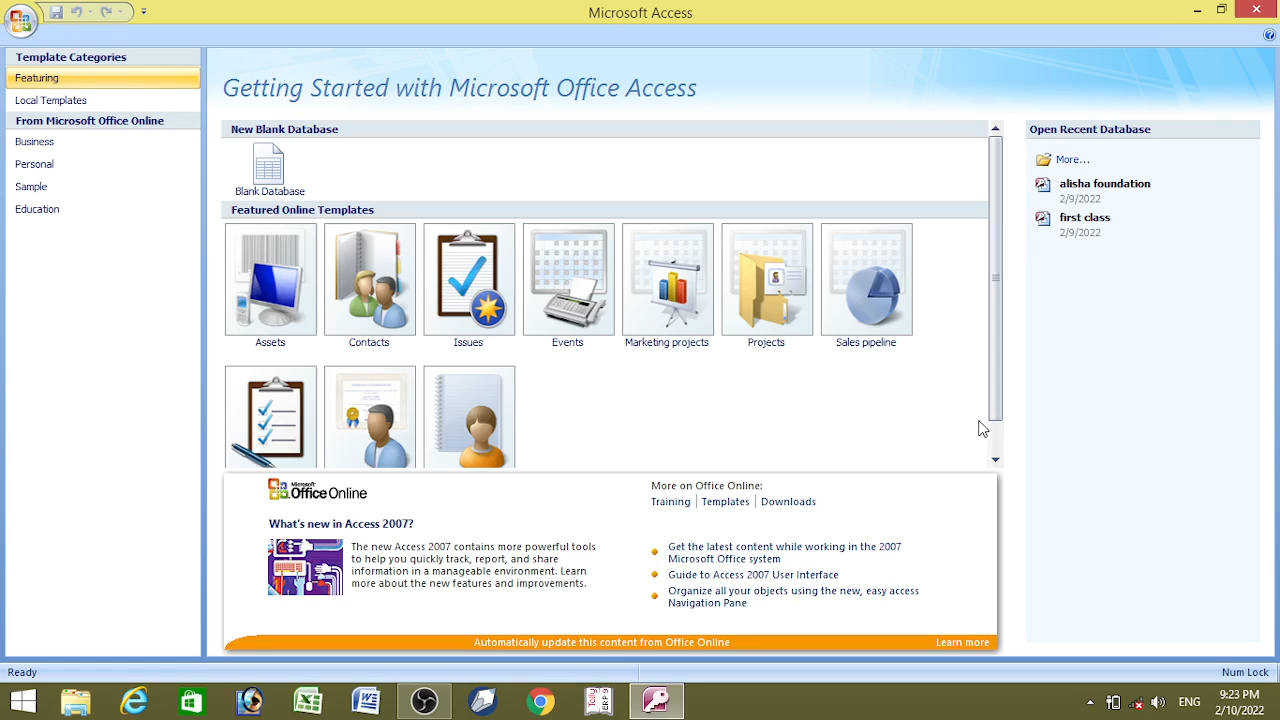 Microsoft Access
Template Categories
Featuring
Local Templates
From Microsoft Office Online
Business
Personal
Sample
Education
Getting Started with Microsoft Office Access
New Blank Database
Blank Database
Featured Online Templates
Assets
Contacts
Issues
Events
Marketing projects
Projects
Sales pipeline
Microsoft
Office Online
What's new in Access 2007?
The new Access 2007 contains more powerful tools
to help you quickly track, report, and share
information in a manageable environment. Learn
more about the new features and improvements.
More on Office Online:
Training | Templates | Downloads
Get the latest content while working in the 2007
Microsoft Office system
Guide to Access 2007 User Interface
Organize all your objects using the new, easy access
Navigation Pane
Automatically update this content from Office Online
Learn more
Open Recent Database
More...
alisha foundation
2/9/2022
first class
2/9/2022
Ready
Num Lock
ENG
9:23 PM
2/10/2022